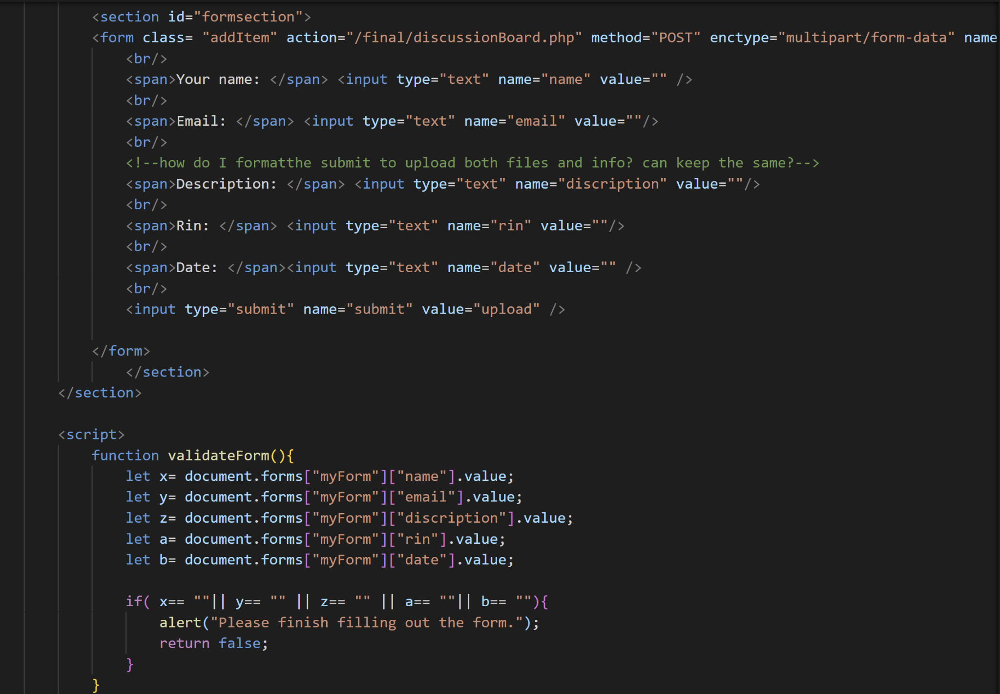 <section id="formsection">
<form class= "addItem" action="/final/discussionBoard.php" method="POST" enctype="multipart/form-data" name
<br/>
<span>Your name: </span> <input type="text" name="name" value="" />
<br/>
<span>Email: </span> <input type="text" name="email" value=""/>
<br/>
<!--how do I formatthe submit to upload both files and info? can keep the same?-->
<span>Description: </span> <input type="text" name="discription" value=""/>
<br/>
<span>Rin: </span> <input type="text" name="rin" value=""/>
<br/>
<span>Date: </span><input type="text" name="date" value="" />
<br/>
<input type="submit" name="submit" value="upload" />
</form>
</section>
</section>
<script>
function validateForm(){
let x= document.forms["myForm"]["name"].value;
let y= document.forms["myForm"]["email"].value;
let z= document.forms["myForm"]["discription"].value;
let a= document.forms["myForm"]["rin"].value;
let b= document.forms["myForm"]["date"].value;
if( x== ""|| y== "" || z== "" || a== ""|| b== ""){
alert("Please finish filling out the form.");
return false;
}
}